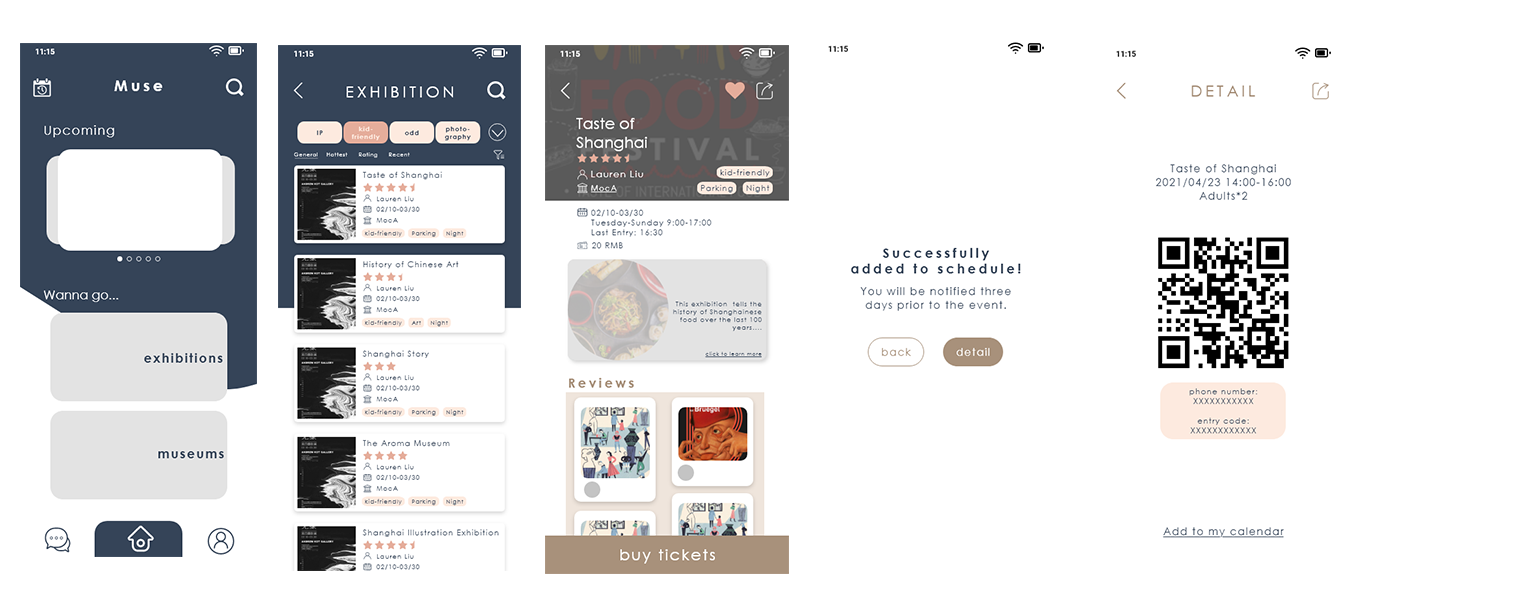 11:15
Muse
Upcoming
Wanna go...
exhibitions
museums
11:15
EXHIBITION
IP
kid-
friendly
odd
photo-
graphy
General Hottest Rating Recent
Taste of Shanghai
Lauren Liu
02/10-03/30
MocA
kid-friendly Parking Night
History of Chinese Art
Lauren Liu
02/10-03/30
MocA
kid-friendly Art Night
Shanghai Story
Lauren Liu
02/10-03/30
MocA
kid-friendly Parking Night
The Aroma Museum
Lauren Liu
02/10-03/30
MocA
kid-friendly Parking Night
Shanghai Illustration Exhibition
Lauren Liu
02/10-03/30
11:15
FOOD
FESTIVAL
OF INTERNATIONAL
Taste of
Shanghai
Lauren Liu
MocA
kid-friendly
Parking Night
02/10-03/30
Tuesday-Sunday 9:00-17:00
Last Entry: 16:30
20 RMB
This exhibition tells the
history of Shanghainese
food over the last 100
years....
click to learn more
Reviews
Bruegel
buy tickets
11:15
Successfully
added to schedule!
You will be notified three
days prior to the event.
back
detail
11:15
DETAIL
Taste of Shanghai
2021/04/23 14:00-16:00
Adults*2
phone number:
XXXXXXXXXXX
entry code:
XXXXXXXXXXXX
Add to my calendar